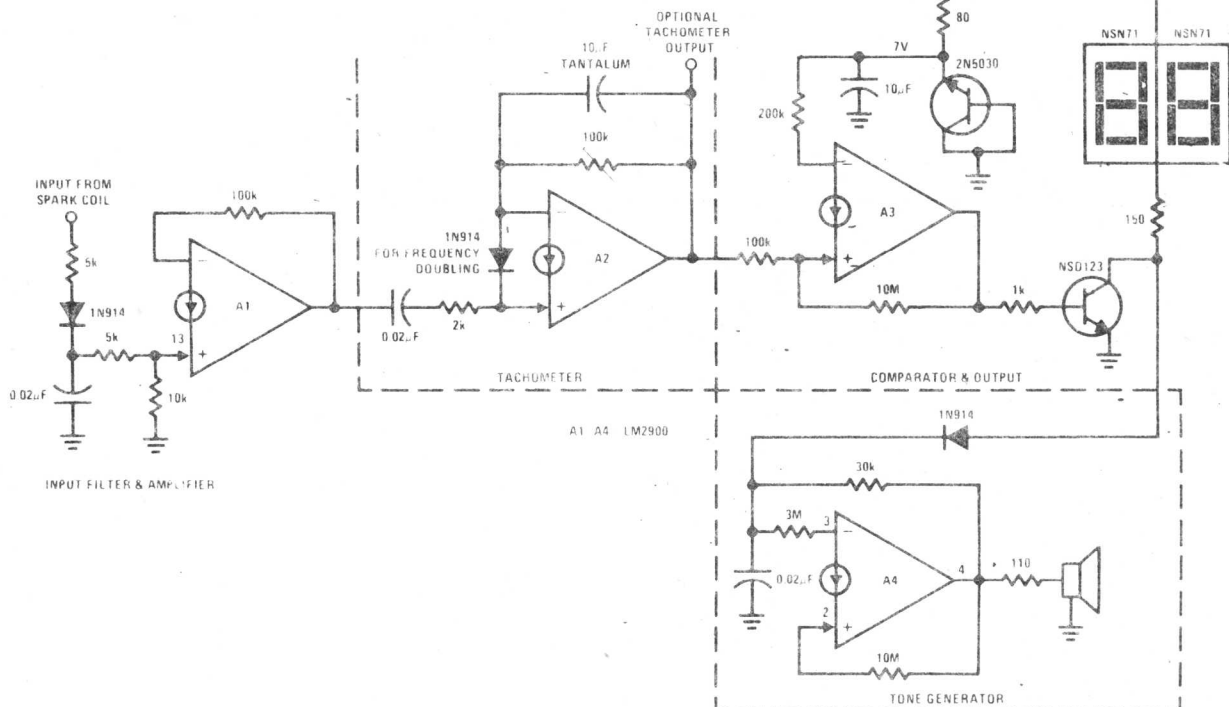 OPTIONAL
TACHOMETER
OUTPUT
80
NSN71 NSN71
7V
2N5030
10µF
TANTALUM
10µF
200k
100k
INPUT FROM
SPARK COIL
100k
5k
1N914
FOR FREQUENCY
DOUBLING
−
A1
−
A2
+
−
A3
+
150
NSD123
100k
10M
1k
1N914
5k
13
+
0.02µF
10k
0.02µF
2k
TACHOMETER
COMPARATOR & OUTPUT
A1 A4 LM2900
1N914
INPUT FILTER & AMPLIFIER
30k
3M
3
−
0.02µF
A4
4
110
2
+
10M
TONE GENERATOR